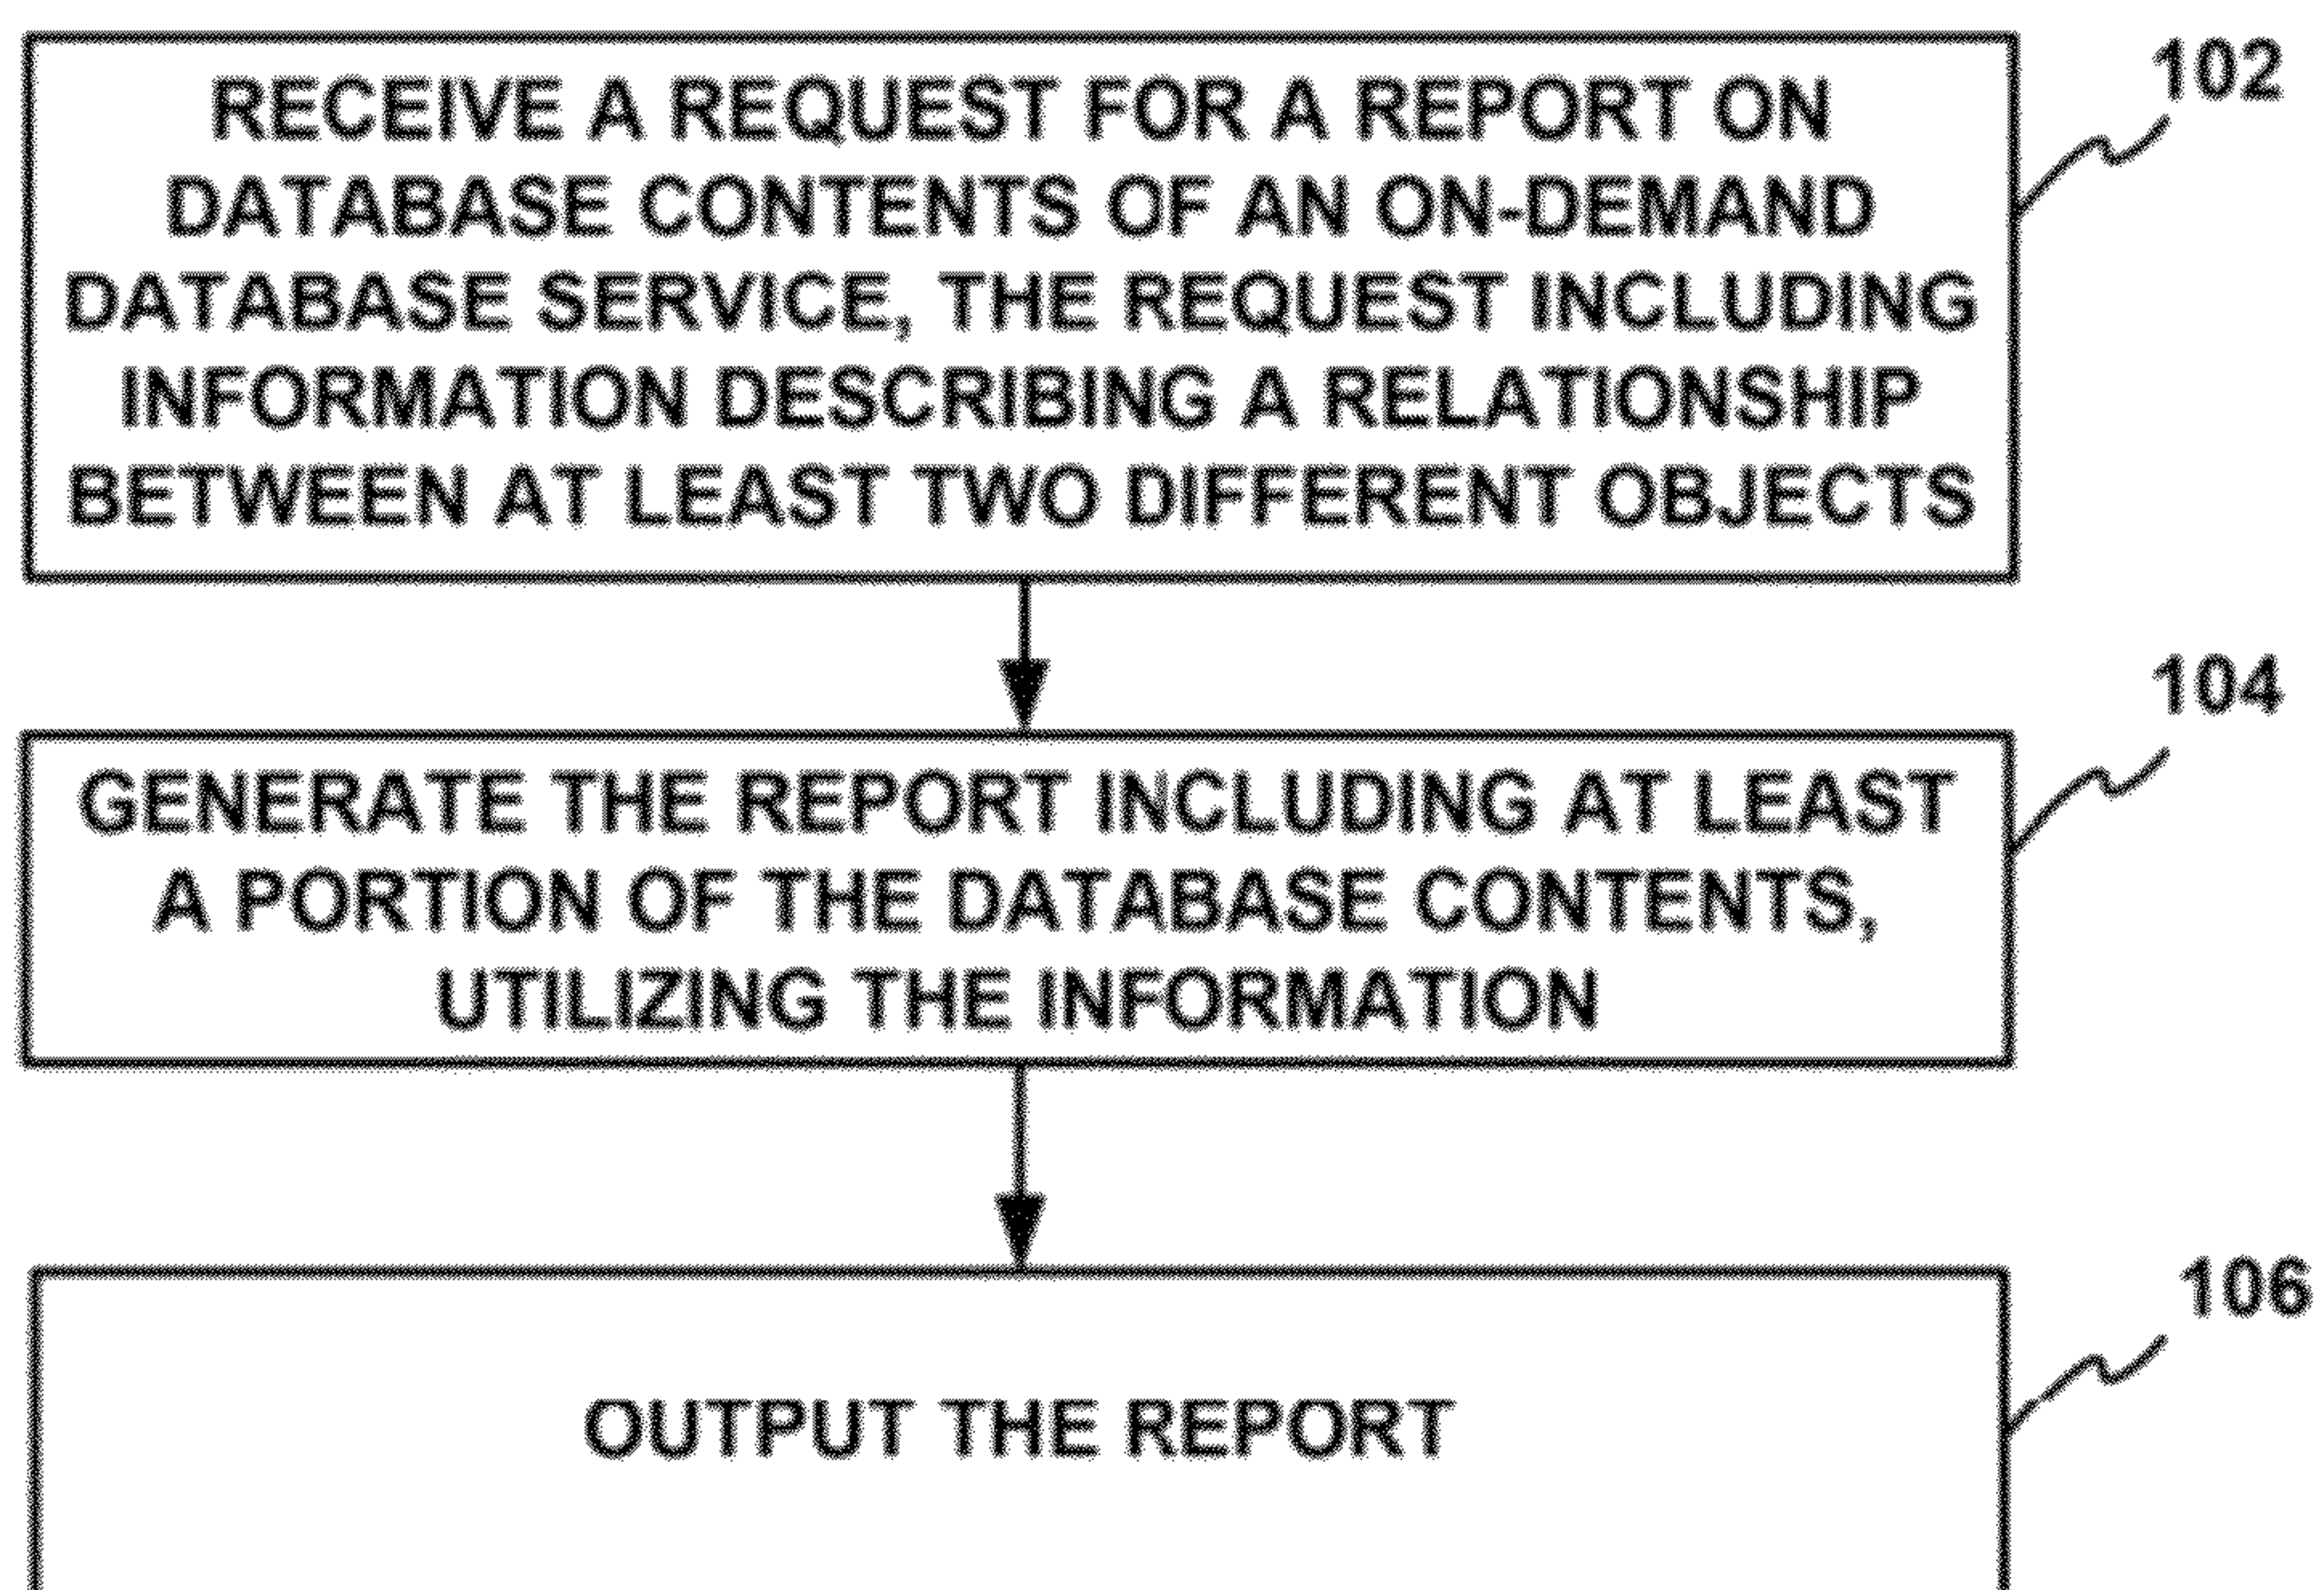 RECEIVE A REQUEST FOR A REPORT ON
DATABASE CONTENTS OF AN ON-DEMAND
DATABASE SERVICE, THE REQUEST INCLUDING
INFORMATION DESCRIBING A RELATIONSHIP
BETWEEN AT LEAST TWO DIFFERENT OBJECTS
102
GENERATE THE REPORT INCLUDING AT LEAST
A PORTION OF THE DATABASE CONTENTS,
UTILIZING THE INFORMATION
104
OUTPUT THE REPORT
106